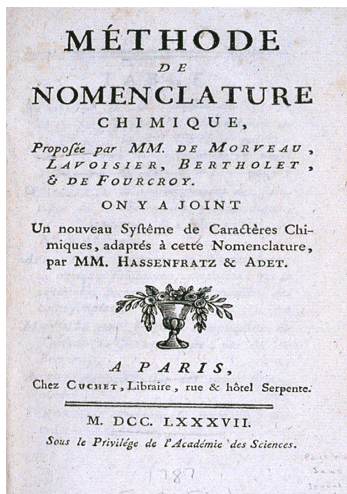 MÉTHODE
DE
NOMENCLATURE
CHIMIQUE,
Proposée par MM. DE MORVEAU,
LAVOISIER, BERTHOLET,
& DE FOURCROY.
ON Y A JOINT
Un nouveau Systême de Caractères Chi-
miques, adaptés à cette Nomenclature,
par MM. HASSENFRATZ & ADET.
A PARIS,
Chez CUCHET, Libraire, rue & hôtel Serpente.
M. DCC. LXXXVII.
Sous le Privilége de l'Académie des Sciences.
1787